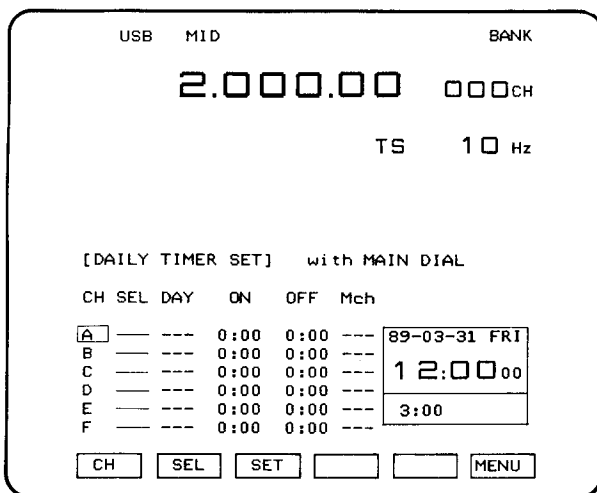 USB MID BANK
2.000.00 000CH
TS 10 Hz
[DAILY TIMER SET] with MAIN DIAL
CH SEL DAY ON OFF Mch
A —— --- 0:00 0:00 --- 89-03-31 FRI
B —— --- 0:00 0:00 ---
C —— --- 0:00 0:00 --- 12:00 00
D —— --- 0:00 0:00 ---
E —— --- 0:00 0:00 --- 3:00
F —— --- 0:00 0:00 ---
CH SEL SET MENU